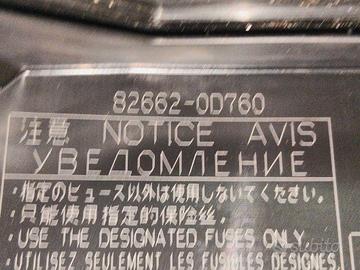 82662-0D760
注意 NOTICE AVIS
УВЕДОМЛЕНИЕ
・指定のヒューズ以外は使用しないでください。
・只能使用指定的保险丝。
・USE THE DESIGNATED FUSES ONLY.
・UTILISEZ SEULEMENT LES FUSIBLES DESIGNES.
subito